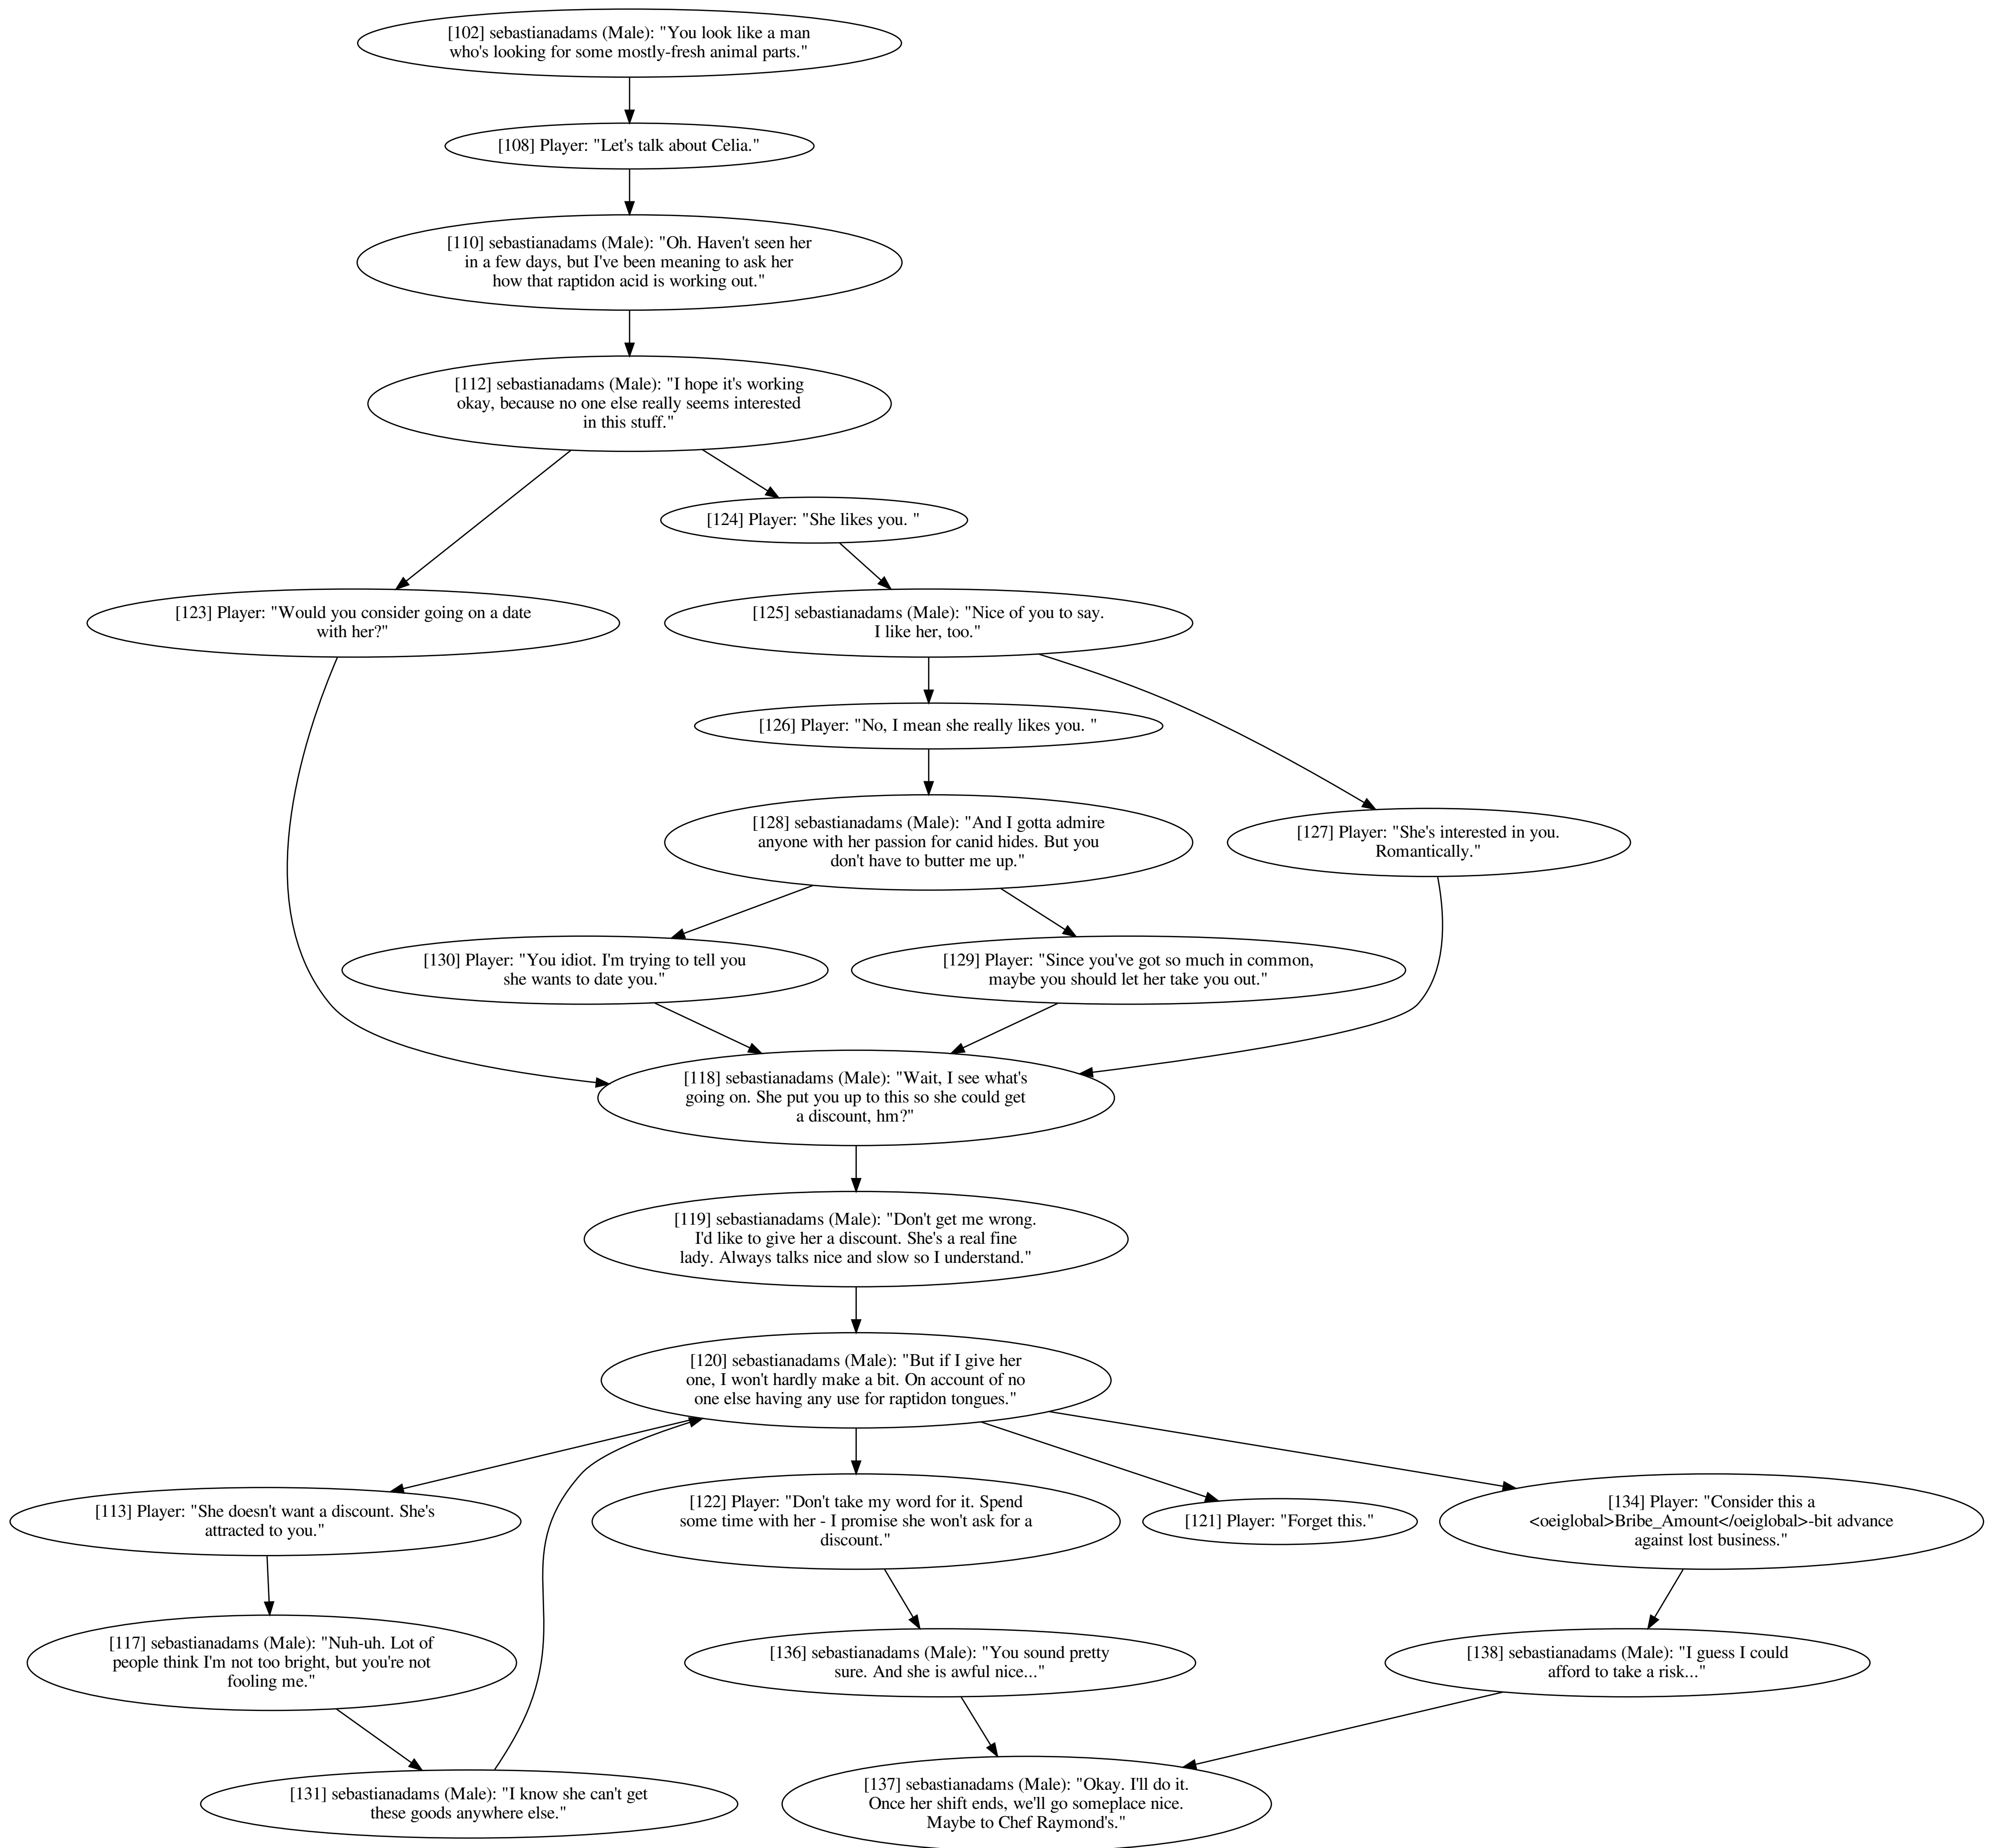 [102] sebastianadams (Male): "You look like a man
who's looking for some mostly-fresh animal parts."
[108] Player: "Let's talk about Celia."
[110] sebastianadams (Male): "Oh. Haven't seen her
in a few days, but I've been meaning to ask her
how that raptidon acid is working out."
[112] sebastianadams (Male): "I hope it's working
okay, because no one else really seems interested
in this stuff."
[124] Player: "She likes you. "
[123] Player: "Would you consider going on a date
with her?"
[125] sebastianadams (Male): "Nice of you to say.
I like her, too."
[126] Player: "No, I mean she really likes you. "
[128] sebastianadams (Male): "And I gotta admire
anyone with her passion for canid hides. But you
don't have to butter me up."
[127] Player: "She's interested in you.
Romantically."
[130] Player: "You idiot. I'm trying to tell you
she wants to date you."
[129] Player: "Since you've got so much in common,
maybe you should let her take you out."
[118] sebastianadams (Male): "Wait, I see what's
going on. She put you up to this so she could get
a discount, hm?"
[119] sebastianadams (Male): "Don't get me wrong.
I'd like to give her a discount. She's a real fine
lady. Always talks nice and slow so I understand."
[120] sebastianadams (Male): "But if I give her
one, I won't hardly make a bit. On account of no
one else having any use for raptidon tongues."
[113] Player: "She doesn't want a discount. She's
attracted to you."
[122] Player: "Don't take my word for it. Spend
some time with her - I promise she won't ask for a
discount."
[121] Player: "Forget this."
[134] Player: "Consider this a
<oeiglobal>Bribe_Amount</oeiglobal>-bit advance
against lost business."
[117] sebastianadams (Male): "Nuh-uh. Lot of
people think I'm not too bright, but you're not
fooling me."
[136] sebastianadams (Male): "You sound pretty
sure. And she is awful nice..."
[138] sebastianadams (Male): "I guess I could
afford to take a risk..."
[131] sebastianadams (Male): "I know she can't get
these goods anywhere else."
[137] sebastianadams (Male): "Okay. I'll do it.
Once her shift ends, we'll go someplace nice.
Maybe to Chef Raymond's."